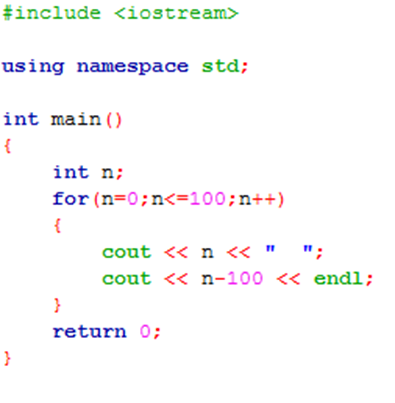 #include <iostream>
using namespace std;
int main()
{
    int n;
    for(n=0;n<=100;n++)
    {
        cout << n << "  ";
        cout << n-100 << endl;
    }
    return 0;
}